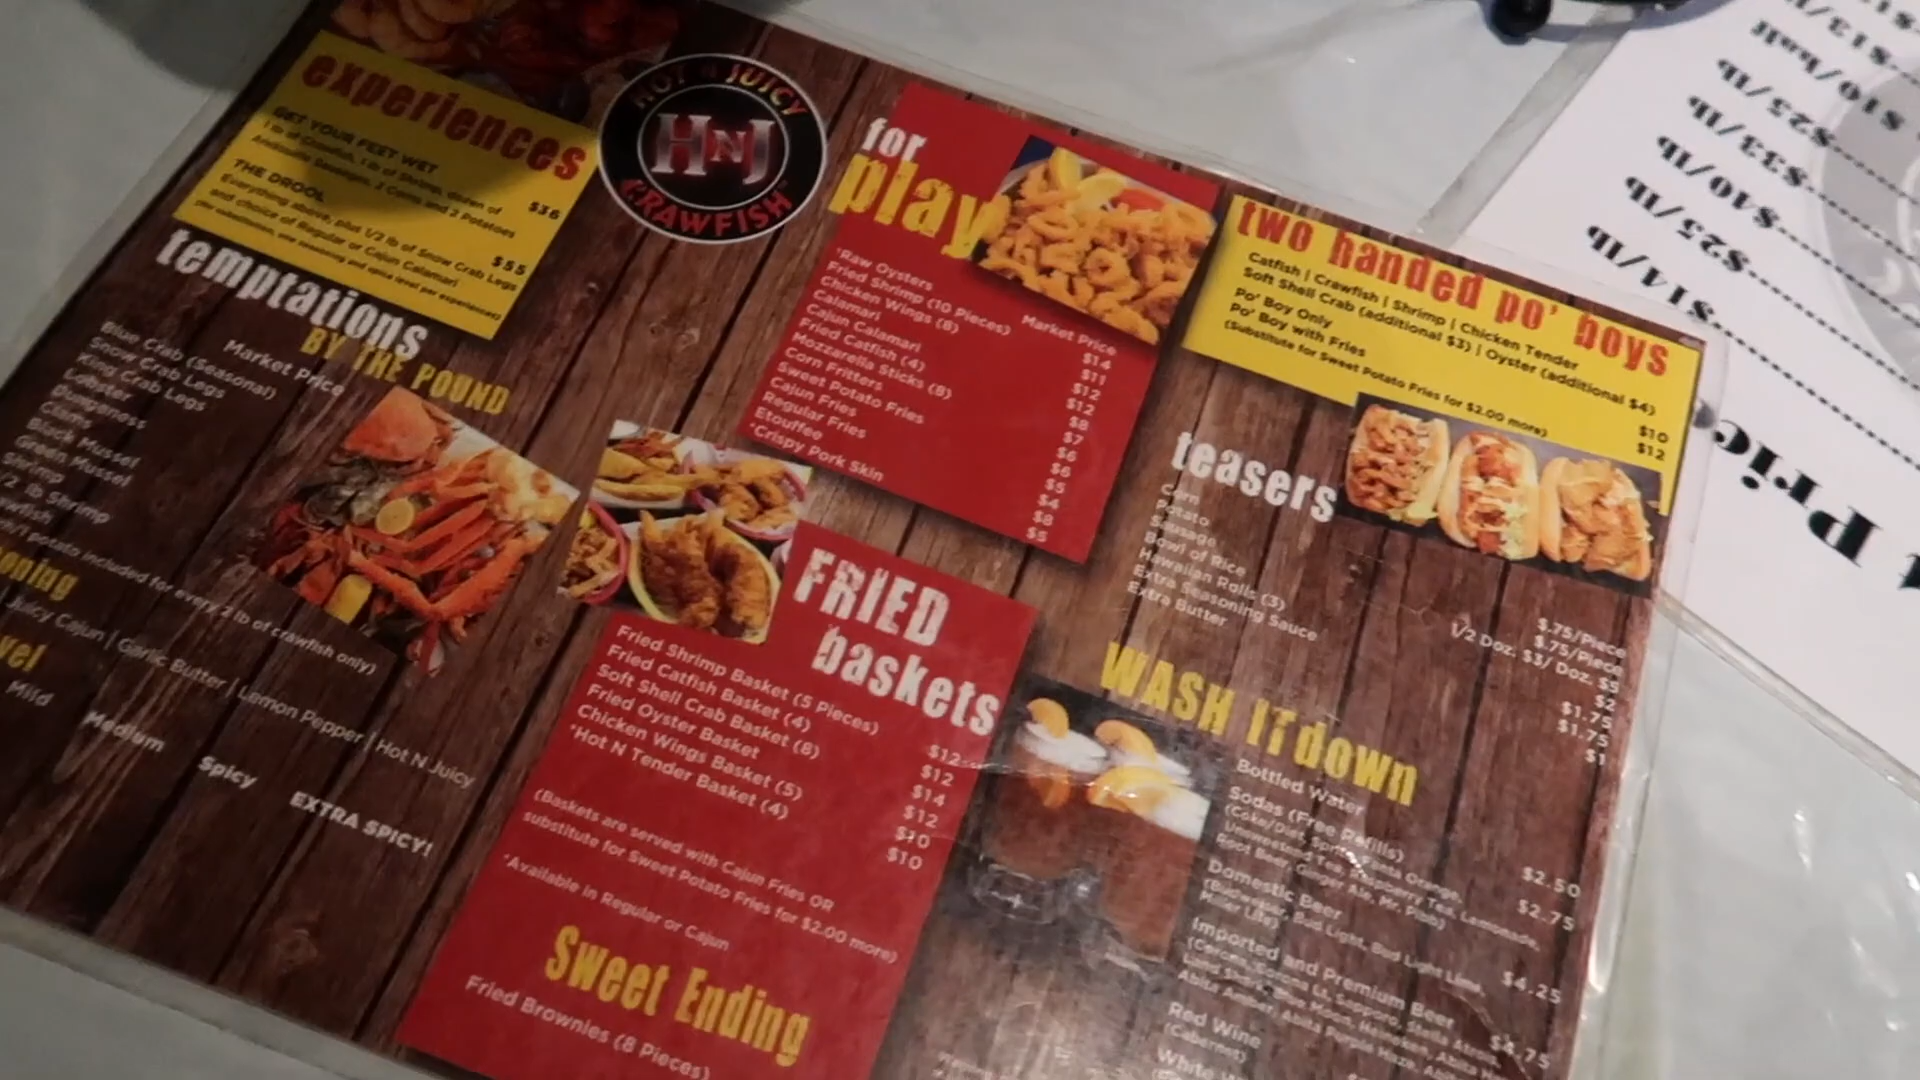 experiences
GET YOUR FEET WET
1 lb of Crawfish, 1 lb of Shrimp, dozen of
Andouille Sausages, 2 Corns and 2 Potatoes
$36
THE DROOL
Everything above, plus 1/2 lb of Snow Crab Legs
and choice of Regular or Cajun Calamari
$55
(No substitution, one seasoning and spice level per experiences)
HOT N JUICY
HNJ
CRAWFISH
temptations
BY THE POUND
Market Price
Blue Crab (Seasonal)
Snow Crab Legs
King Crab Legs
Lobster
Dungeness
Clams
Black Mussel
Green Mussel
Shrimp
1/2 lb Shrimp
potato included for every 2 lb of crawfish only)
Juicy Cajun | Garlic Butter | Lemon Pepper | Hot N Juicy
Mild
Medium
Spicy
EXTRA SPICY!
for
play
*Raw Oysters Market Price
Fried Shrimp (10 Pieces) $14
Chicken Wings (8) $11
Calamari $12
Cajun Calamari $12
Fried Catfish (4) $8
Mozzarella Sticks (8) $7
Corn Fritters $6
Sweet Potato Fries $6
Cajun Fries $5
Regular Fries $4
Etouffee $8
*Crispy Pork Skin $5
FRIED
baskets
Fried Shrimp Basket (5 Pieces) $12
Fried Catfish Basket (4) $12
Soft Shell Crab Basket (8) $14
Fried Oyster Basket $12
Chicken Wings Basket (5) $10
*Hot N Tender Basket (4) $10
(Baskets are served with Cajun Fries OR
substitute for Sweet Potato Fries for $2.00 more)
*Available in Regular or Cajun
Sweet Ending
Fried Brownies (8 Pieces)
two handed po' boys
Catfish | Crawfish | Shrimp | Chicken Tender
Soft Shell Crab (additional $3) | Oyster (additional $4)
Po' Boy Only $10
Po' Boy with Fries $12
(Substitute for Sweet Potato Fries for $2.00 more)
teasers
Corn $.75/Piece
Potato $.75/Piece
Sausage 1/2 Doz. $3/ Doz. $5
Bowl of Rice $2
Hawaiian Rolls (3) $1.75
Extra Seasoning Sauce $1.75
Extra Butter $1
WASH IT down
Bottled Water $2.50
Sodas (Free Refills) $2.75
(Coke/Diet, Sprite, Fanta Orange,
Unsweetened Tea, Raspberry Tea, Lemonade,
Root Beer, Ginger Ale, Mr. Pibb)
Domestic Beer $4.25
(Budweiser, Bud Light, Bud Light Lime,
Miller Lite)
Imported and Premium Beer $4.75
(Corona, Corona Lt, Sapporo, Stella Atrois,
Land Shark, Blue Moon, Heineken, Abita
Abita Amber, Abita Purple Haze, Abita
Red Wine
(Cabernet)
White
$13/lb
$10/half
$23/lb
$33/lb
$40/lb
$25/lb
$14/lb